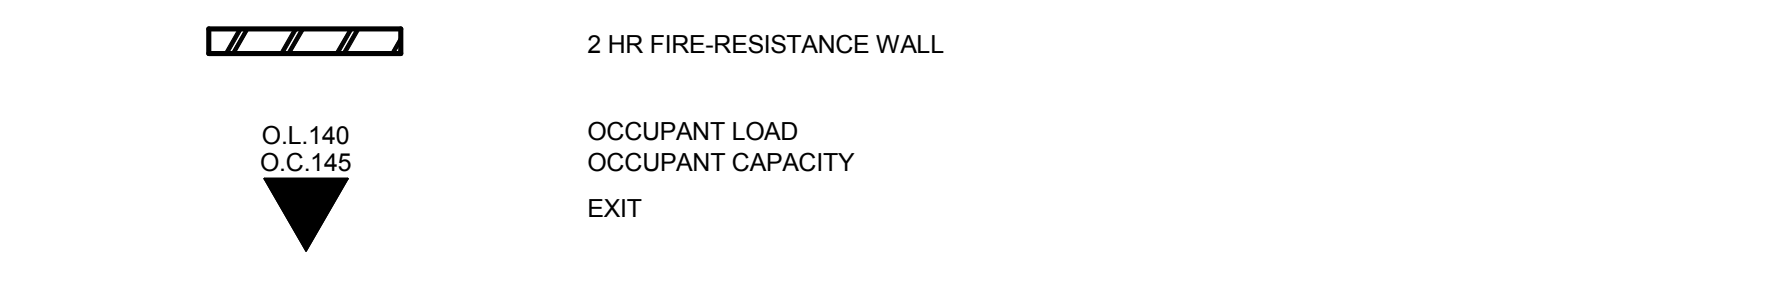 2 HR FIRE-RESISTANCE WALL
O.L.140 OCCUPANT LOAD
O.C.145 OCCUPANT CAPACITY
EXIT